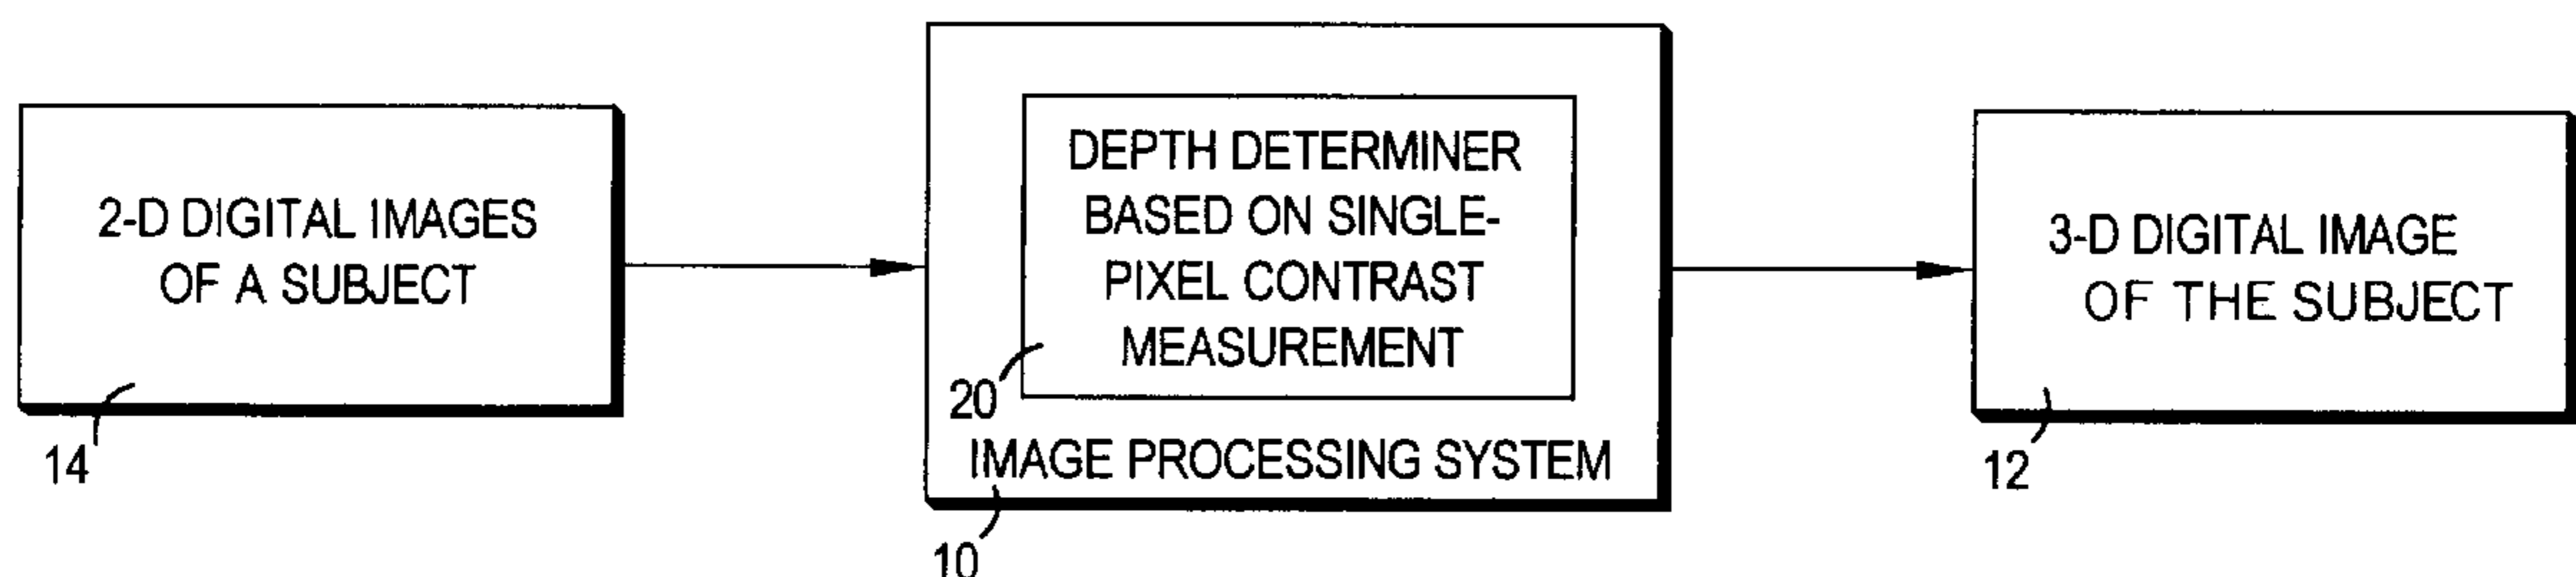 2-D DIGITAL IMAGES
OF A SUBJECT
14
DEPTH DETERMINER
BASED ON SINGLE-
PIXEL CONTRAST
MEASUREMENT
20
IMAGE PROCESSING SYSTEM
10
3-D DIGITAL IMAGE
OF THE SUBJECT
12